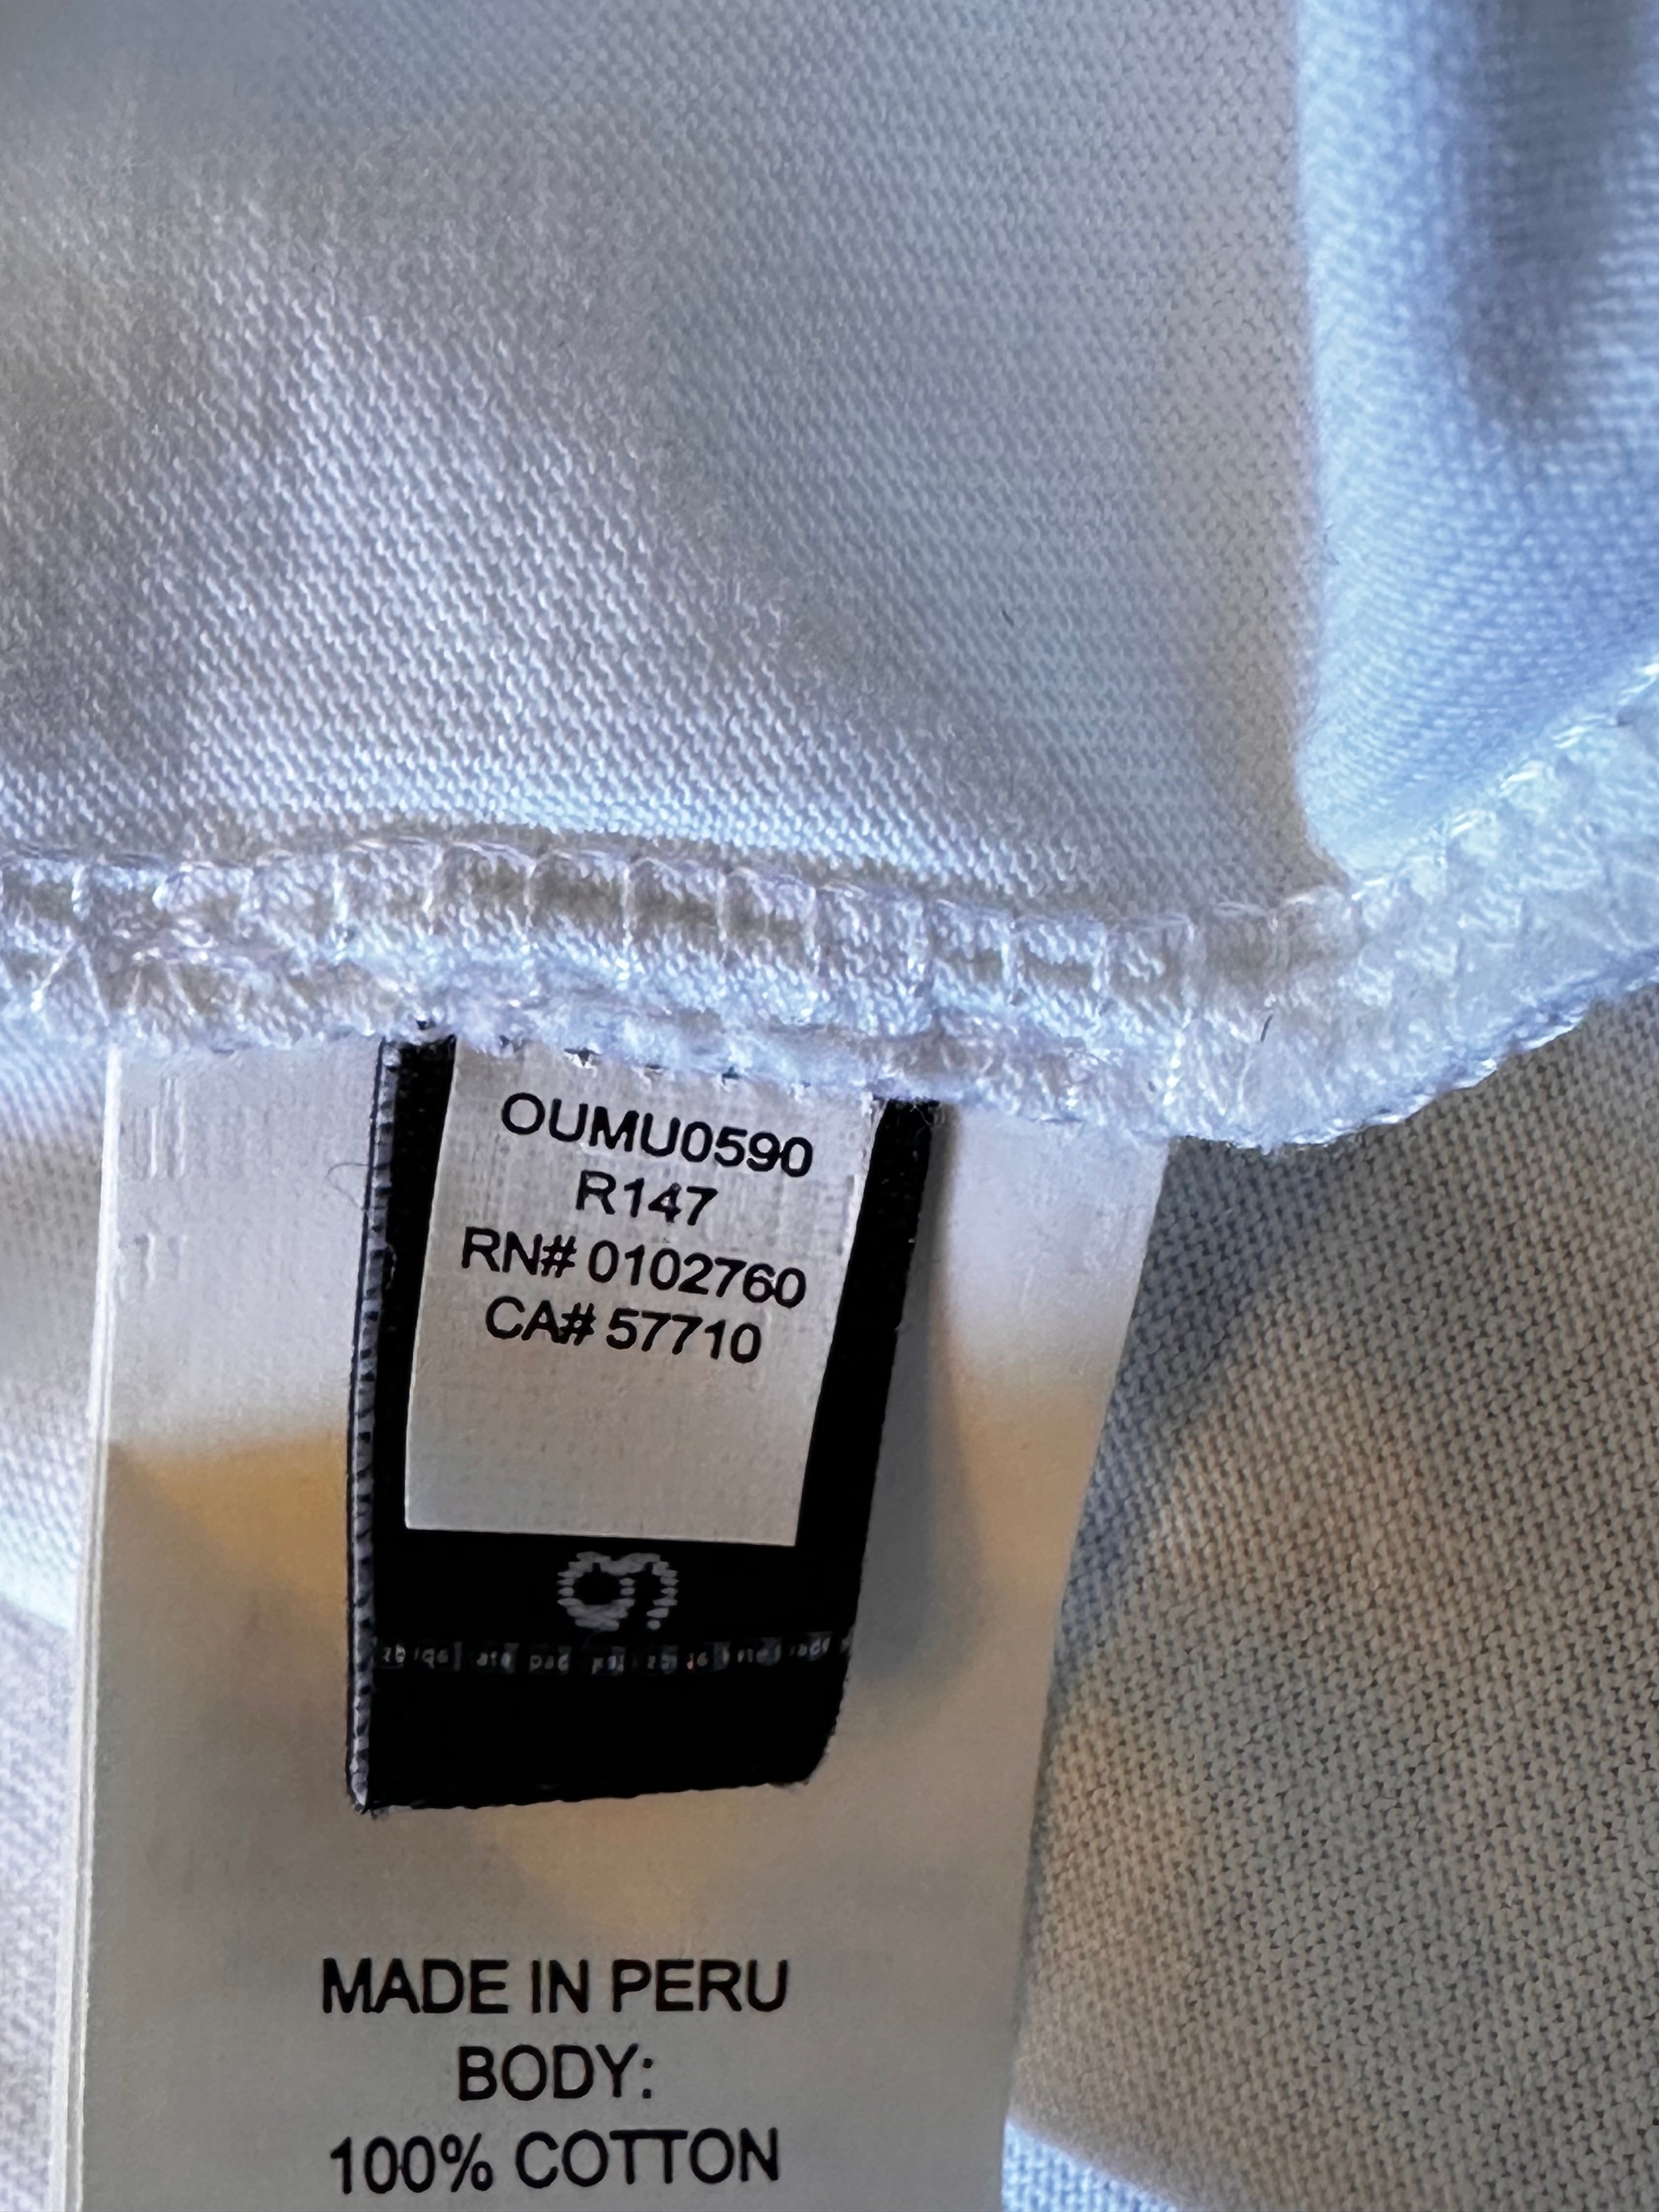 OUMU0590
R147
RN# 0102760
CA# 57710
MADE IN PERU
BODY:
100% COTTON